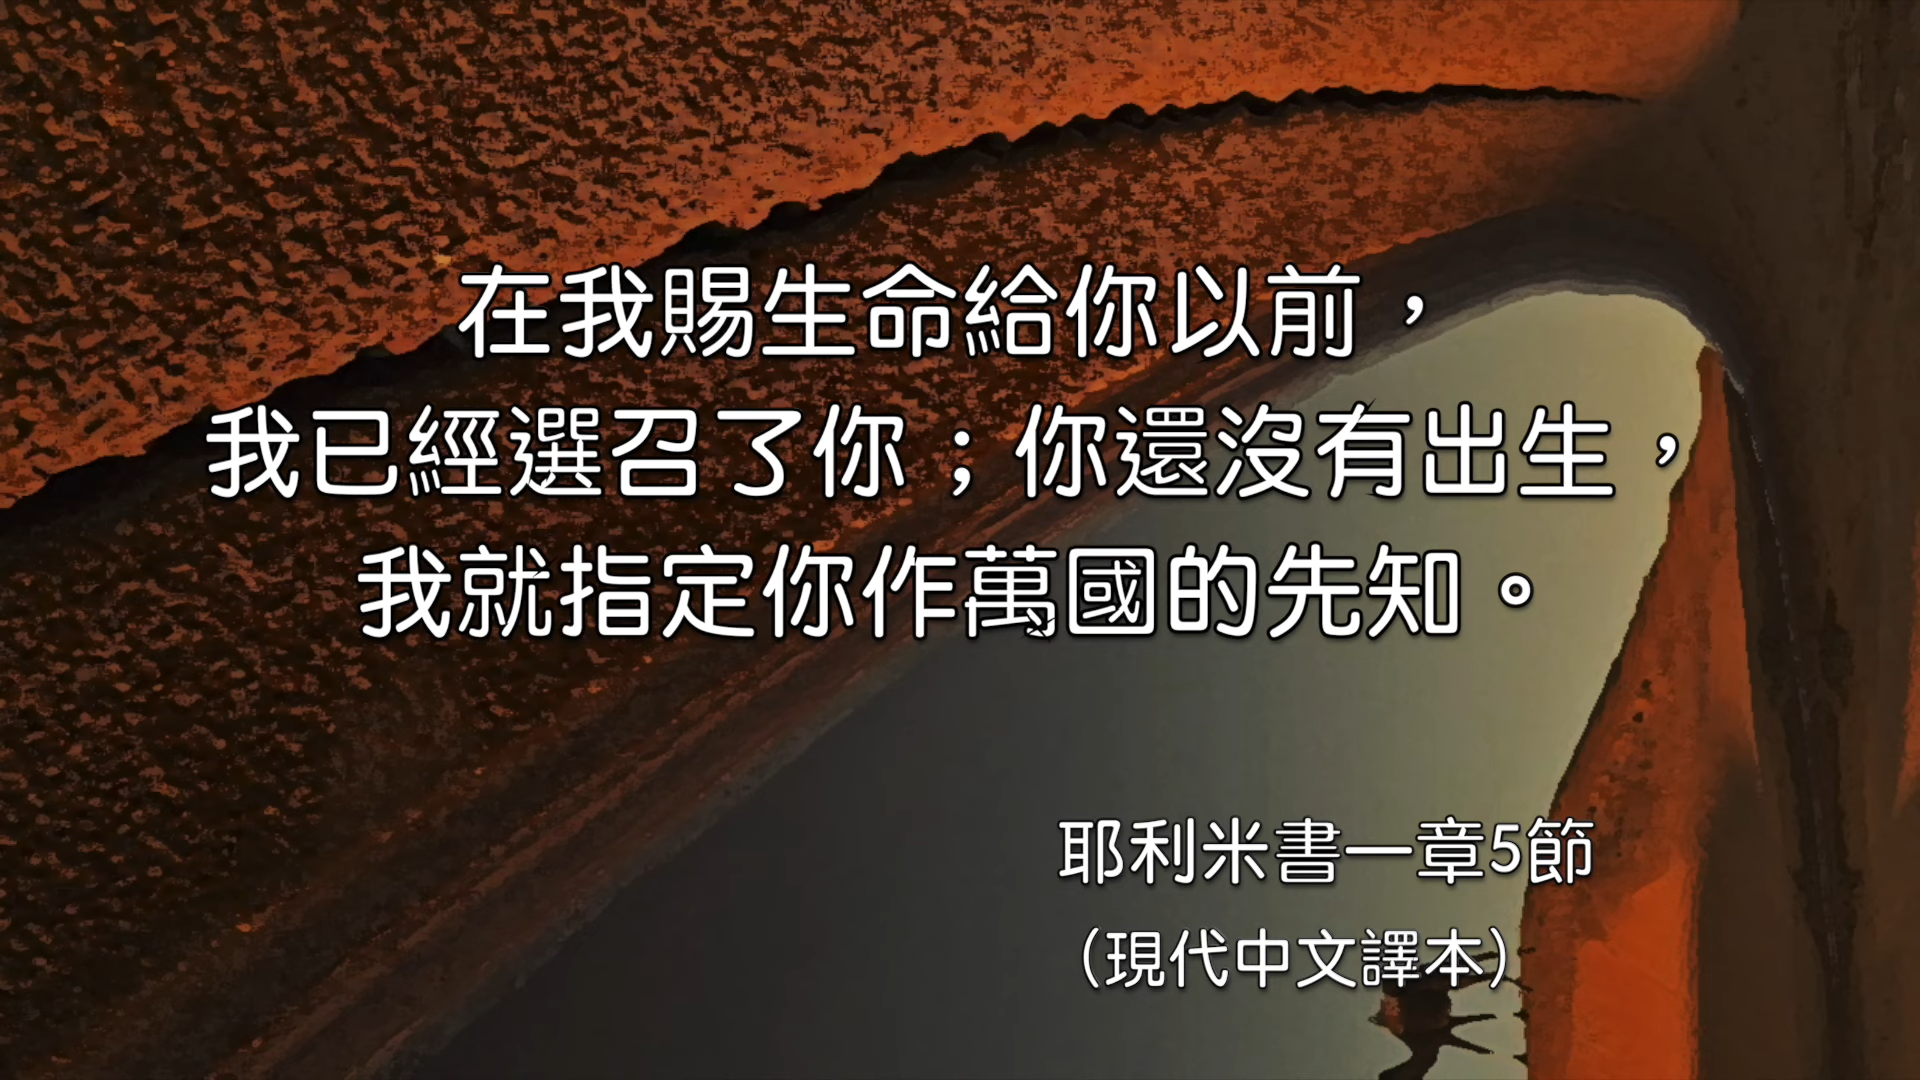 在我賜生命給你以前，
我已經選召了你；你還沒有出生，
我就指定你作萬國的先知。
耶利米書一章5節
（現代中文譯本）